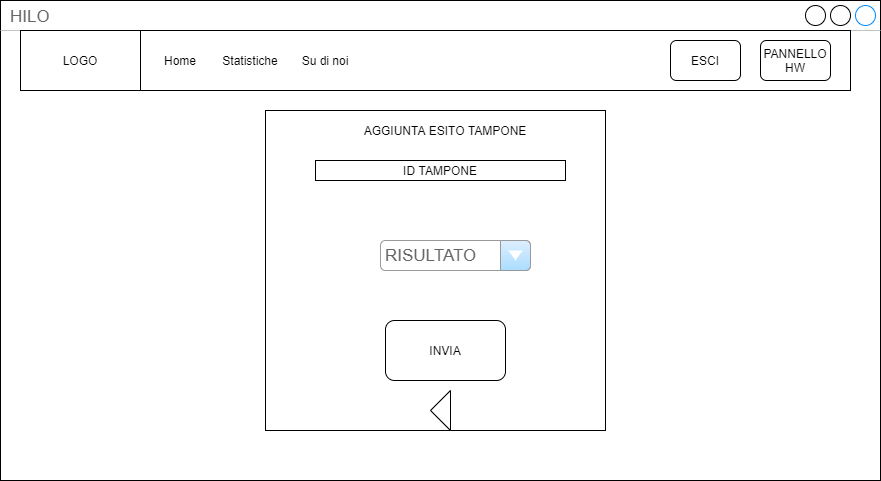 HILO
LOGO
Home
Statistiche
Su di noi
ESCI
PANNELLO
HW
AGGIUNTA ESITO TAMPONE
ID TAMPONE
RISULTATO
INVIA